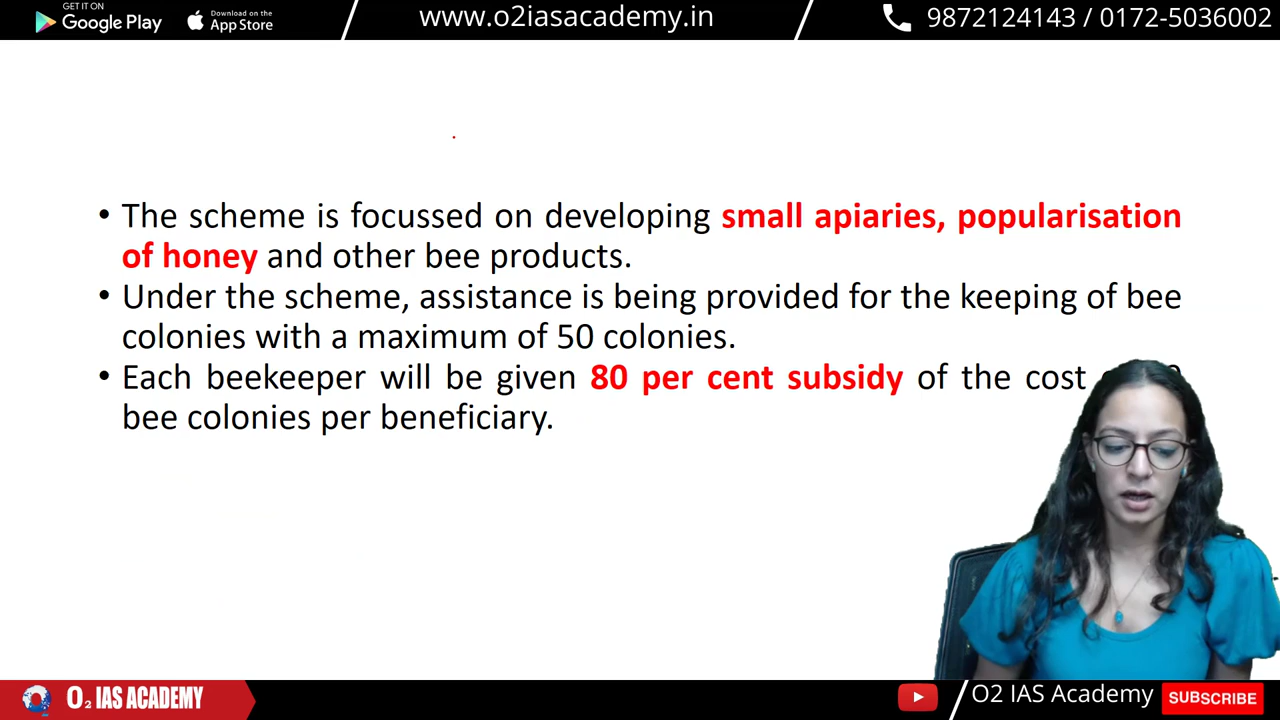 GET IT ON
Google Play
Download on the
App Store
www.o2iasacademy.in
9872124143 / 0172-5036002
• The scheme is focussed on developing small apiaries, popularisation
of honey and other bee products.
• Under the scheme, assistance is being provided for the keeping of bee
colonies with a maximum of 50 colonies.
• Each beekeeper will be given 80 per cent subsidy of the cost
bee colonies per beneficiary.
O₂ IAS ACADEMY
O2 IAS Academy
SUBSCRIBE